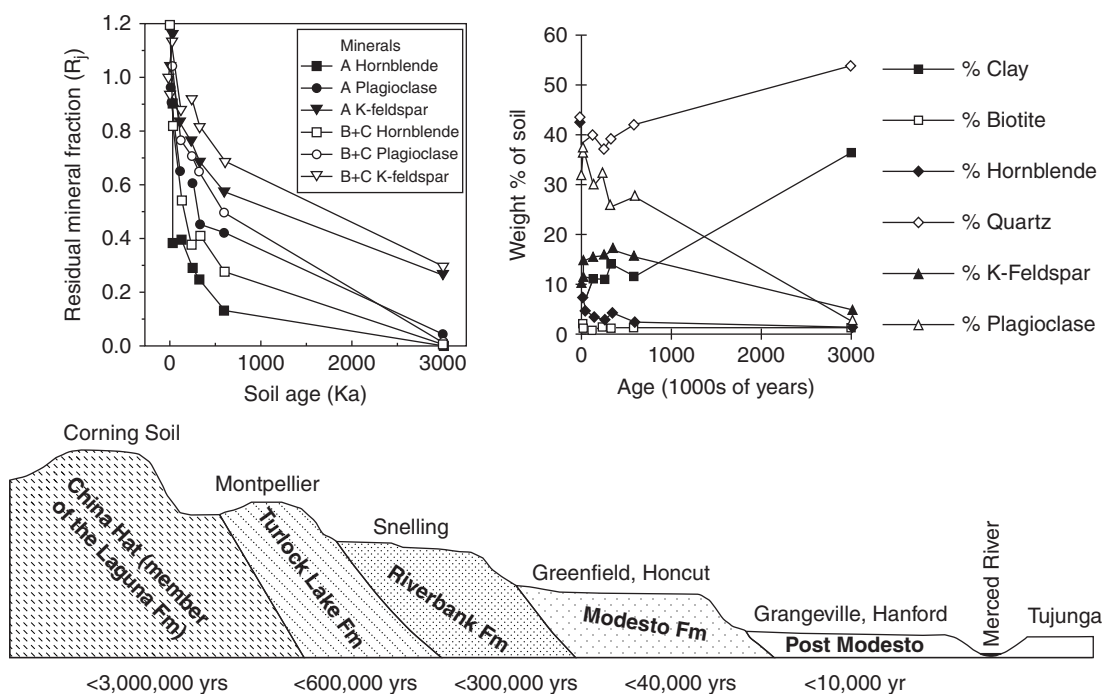 1.2
1.0
0.8
0.6
0.4
0.2
0.0
Residual mineral fraction (Rj)
0 1000 2000 3000
Soil age (Ka)
Minerals
A Hornblende
A Plagioclase
A K-feldspar
B+C Hornblende
B+C Plagioclase
B+C K-feldspar
60
50
40
30
20
10
0
Weight % of soil
0 1000 2000 3000
Age (1000s of years)
% Clay
% Biotite
% Hornblende
% Quartz
% K-Feldspar
% Plagioclase
Corning Soil
Montpellier
Snelling
Greenfield, Honcut
Grangeville, Hanford
Merced River
Tujunga
China Hat (member
of the Laguna Fm)
Turlock Lake Fm
Riverbank Fm
Modesto Fm
Post Modesto
<3,000,000 yrs <600,000 yrs <300,000 yrs <40,000 yrs <10,000 yr